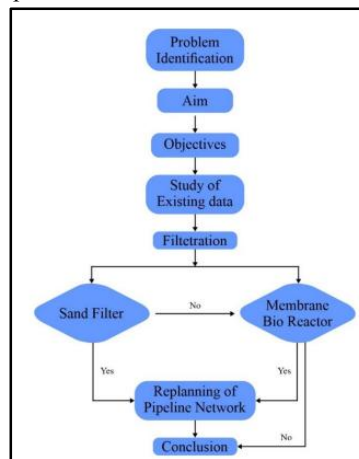 Problem
Identification
Aim
Objectives
Study of
Existing data
Filtetration
Sand Filter
No
Membrane
Bio Reactor
Yes
Yes
Replanning of
Pipeline Network
No
Conclusion